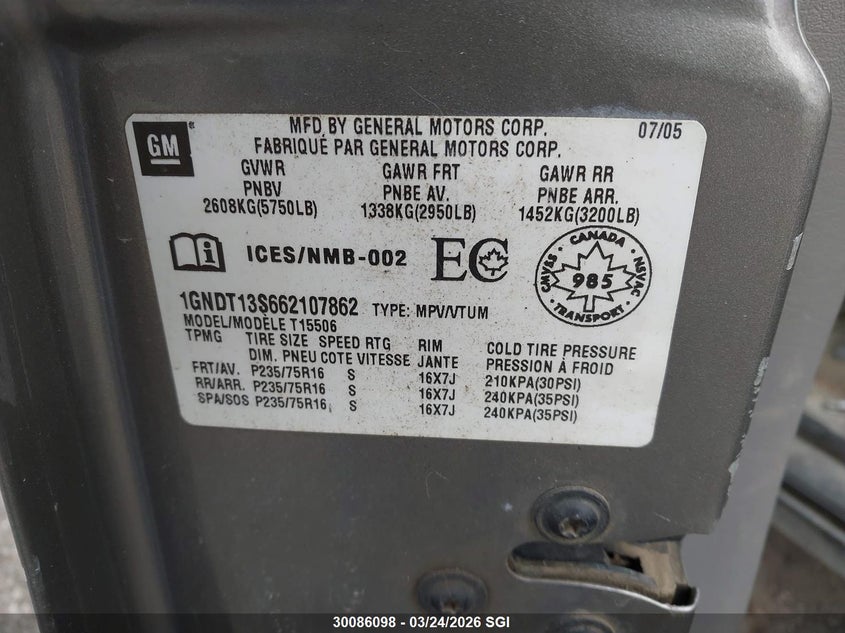 GM
MFD BY GENERAL MOTORS CORP. 07/05
FABRIQUÉ PAR GENERAL MOTORS CORP.
GVWR GAWR FRT GAWR RR
PNBV PNBE AV. PNBE ARR.
2608KG(5750LB) 1338KG(2950LB) 1452KG(3200LB)
ICES/NMB-002 EC
CANADA
CMVSS 985 NSVAC
TRANSPORT
1GNDT13S662107862 TYPE: MPV/VTUM
MODEL/MODÈLE T15506
TPMG TIRE SIZE SPEED RTG RIM COLD TIRE PRESSURE
DIM. PNEU COTE VITESSE JANTE PRESSION À FROID
FRT/AV. P235/75R16 S 16X7J 210KPA(30PSI)
RR/ARR. P235/75R16 S 16X7J 240KPA(35PSI)
SPA/SOS P235/75R16 S 16X7J 240KPA(35PSI)
30086098 - 03/24/2026 SGI